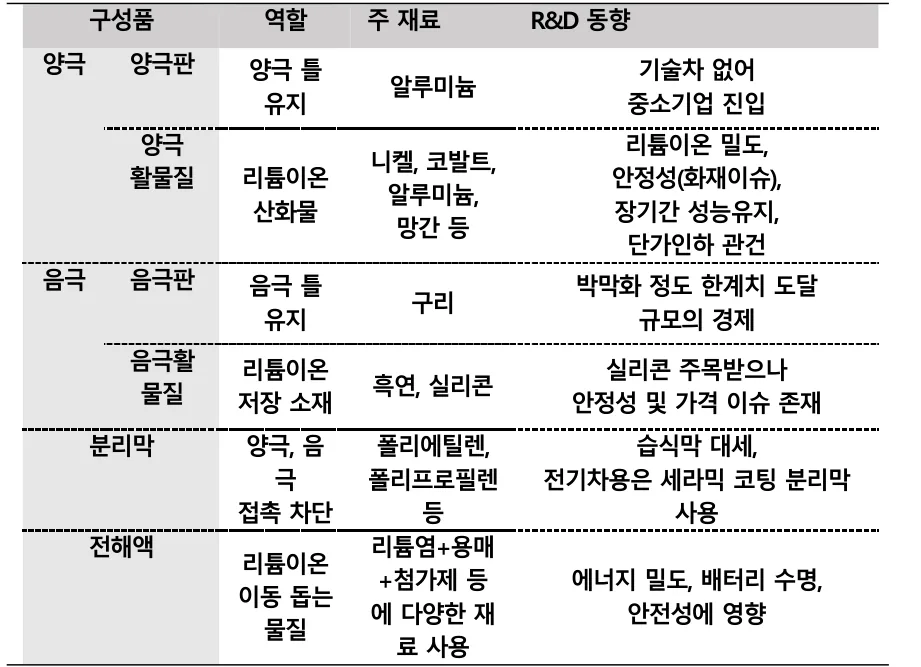 구성품 역할 주 재료 R&D 동향
양극 양극판
양극 틀
유지
알루미늄
기술차 없어
중소기업 진입
양극
활물질
리튬이온
산화물
니켈, 코발트,
알루미늄,
망간 등
리튬이온 밀도,
안정성(화재이슈),
장기간 성능유지,
단가인하 관건
음극 음극판
음극 틀
유지
구리
박막화 정도 한계치 도달
규모의 경제
음극활
물질
리튬이온
저장 소재
흑연, 실리콘
실리콘 주목받으나
안정성 및 가격 이슈 존재
분리막
양극, 음
극
접촉 차단
폴리에틸렌,
폴리프로필렌
등
습식막 대세,
전기차용은 세라믹 코팅 분리막
사용
전해액
리튬이온
이동 돕는
물질
리튬염+용매
+첨가제 등
에 다양한 재
료 사용
에너지 밀도, 배터리 수명,
안전성에 영향